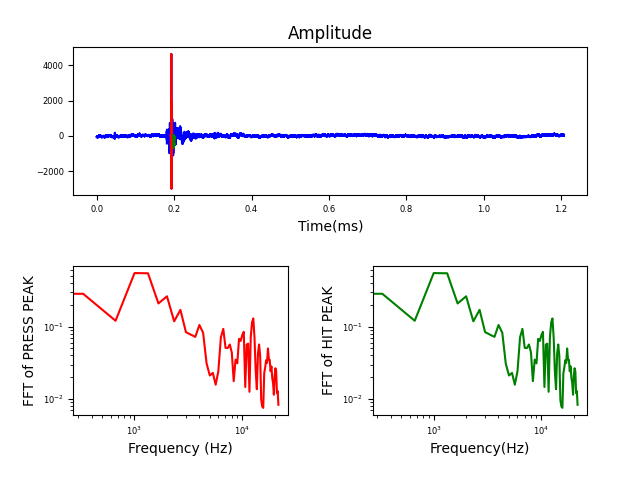 Amplitude
4000
2000
0
−2000
0.0 0.2 0.4 0.6 0.8 1.0 1.2
Time(ms)
FFT of PRESS PEAK
10⁻¹
10⁻²
10³ 10⁴
Frequency (Hz)
FFT of HIT PEAK
10⁻¹
10⁻²
10³ 10⁴
Frequency(Hz)